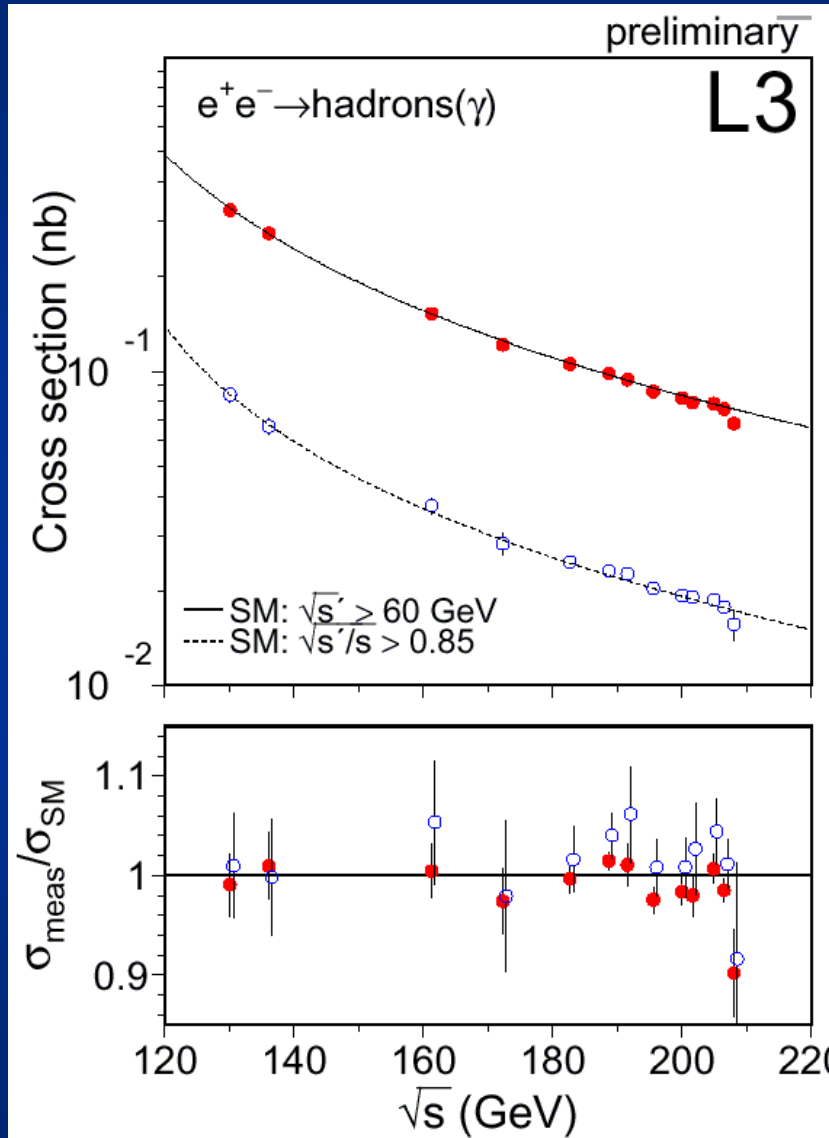 preliminary
L3
e⁺e⁻→hadrons(γ)
Cross section (nb)
10⁻¹
10⁻²
SM: √s´ ≥ 60 GeV
SM: √s´/s > 0.85
σmeas/σSM
1.1
1
0.9
120 140 160 180 200 220
√s (GeV)